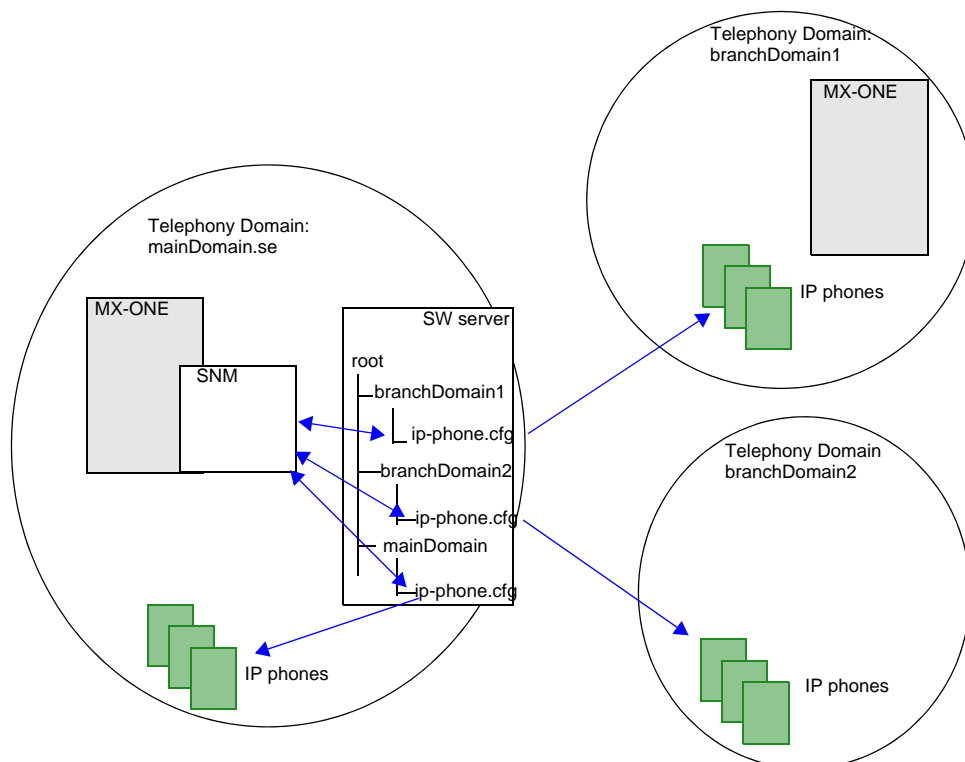 Telephony Domain:
branchDomain1
MX-ONE
IP phones
Telephony Domain:
mainDomain.se
MX-ONE
SNM
SW server
root
branchDomain1
ip-phone.cfg
branchDomain2
ip-phone.cfg
mainDomain
ip-phone.cfg
IP phones
Telephony Domain
branchDomain2
IP phones